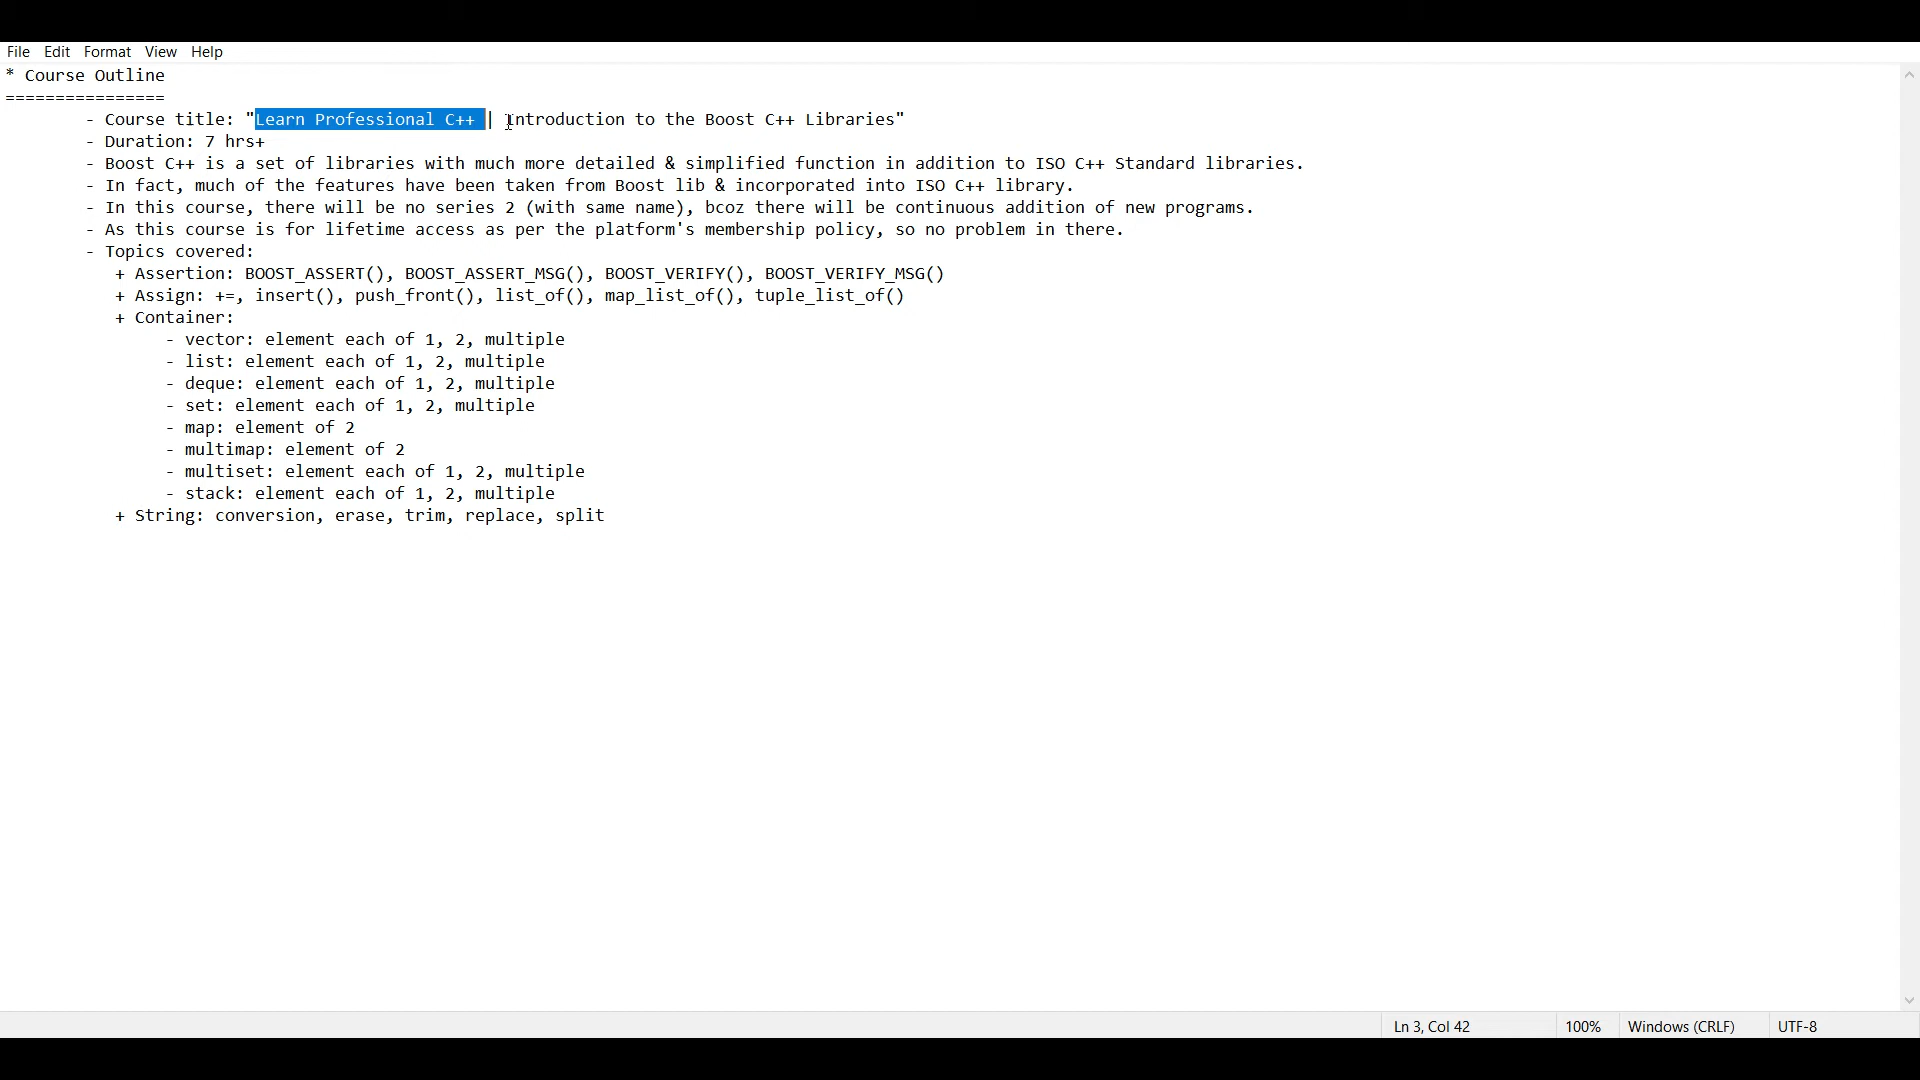 File Edit Format View Help
* Course Outline
================
- Course title: "Learn Professional C++ | Introduction to the Boost C++ Libraries"
- Duration: 7 hrs+
- Boost C++ is a set of libraries with much more detailed & simplified function in addition to ISO C++ Standard libraries.
- In fact, much of the features have been taken from Boost lib & incorporated into ISO C++ library.
- In this course, there will be no series 2 (with same name), bcoz there will be continuous addition of new programs.
- As this course is for lifetime access as per the platform's membership policy, so no problem in there.
- Topics covered:
+ Assertion: BOOST_ASSERT(), BOOST_ASSERT_MSG(), BOOST_VERIFY(), BOOST_VERIFY_MSG()
+ Assign: +=, insert(), push_front(), list_of(), map_list_of(), tuple_list_of()
+ Container:
- vector: element each of 1, 2, multiple
- list: element each of 1, 2, multiple
- deque: element each of 1, 2, multiple
- set: element each of 1, 2, multiple
- map: element of 2
- multimap: element of 2
- multiset: element each of 1, 2, multiple
- stack: element each of 1, 2, multiple
+ String: conversion, erase, trim, replace, split
Ln 3, Col 42 100% Windows (CRLF) UTF-8